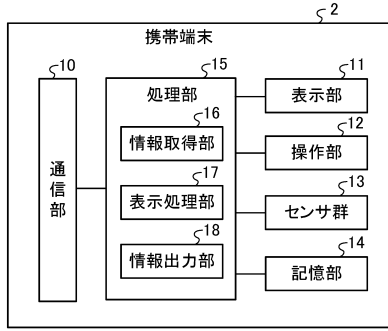 2
携帯端末
10
通信部
15
処理部
16
情報取得部
17
表示処理部
18
情報出力部
11
表示部
12
操作部
13
センサ群
14
記憶部